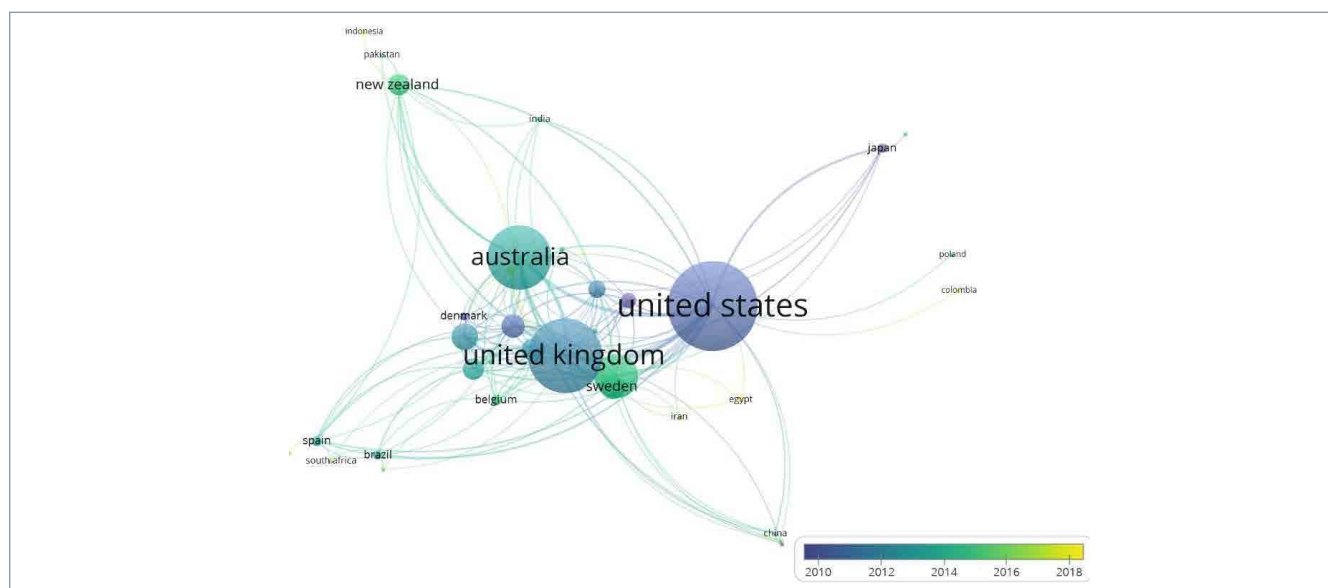 indonesia
pakistan
new zealand
india
japan
australia
poland
colombia
united states
denmark
united kingdom
sweden
belgium
egypt
iran
spain
brazil
south africa
china
2010 2012 2014 2016 2018